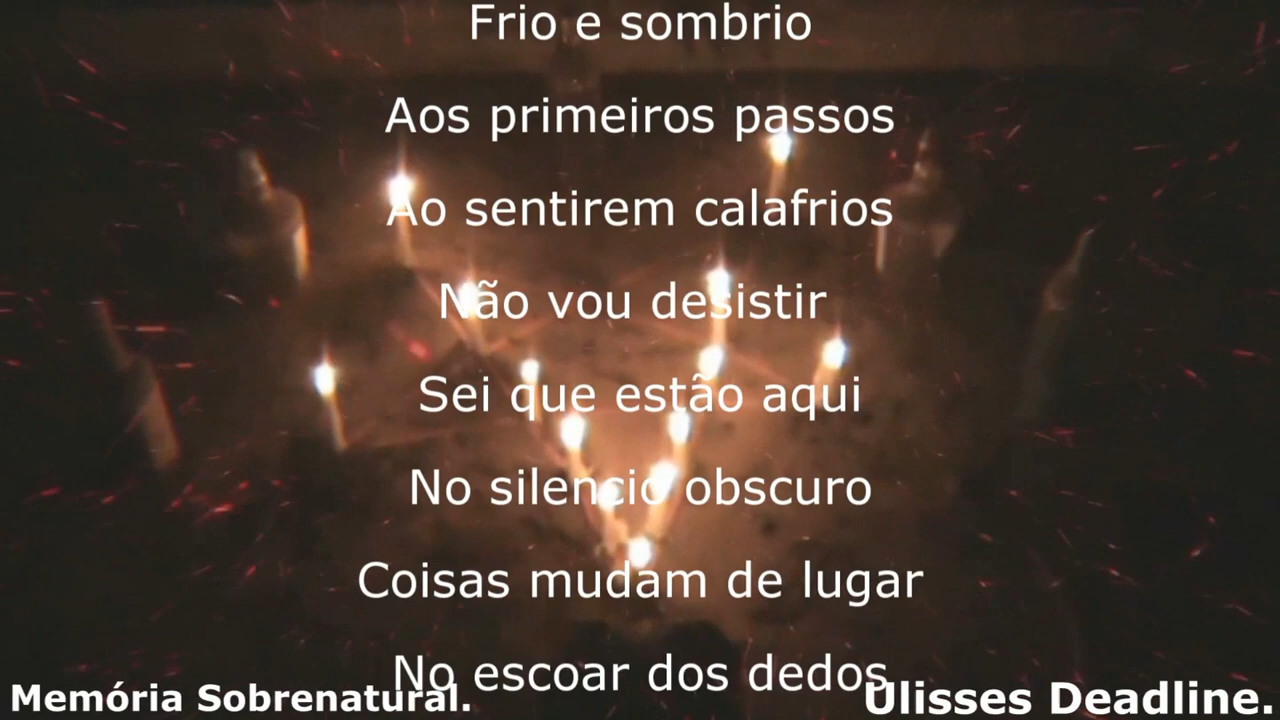 Frio e sombrio
Aos primeiros passos
Ao sentirem calafrios
Não vou desistir
Sei que estão aqui
No silencio obscuro
Coisas mudam de lugar
No escoar dos dedos
Memória Sobrenatural.
Ulisses Deadline.